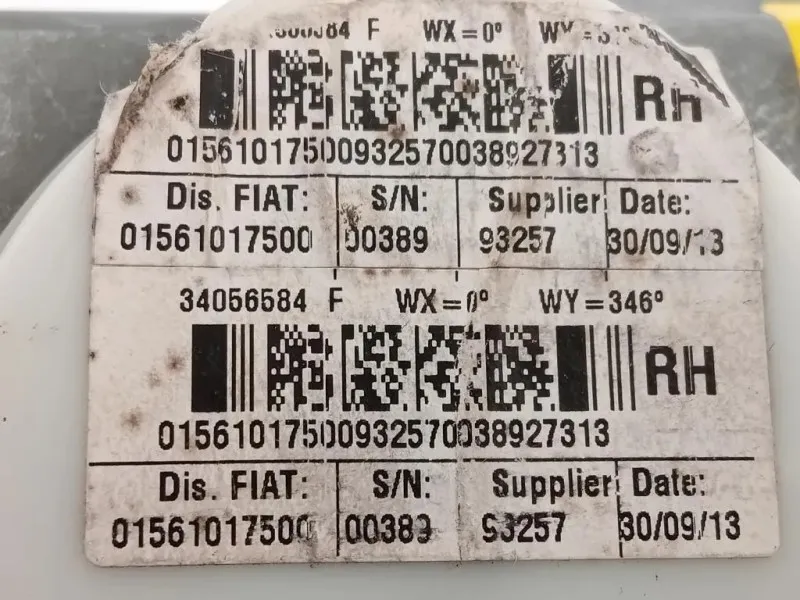 F WX=0°
RH
01561017500932570038927313
Dis. FIAT: S/N: Supplier: Date:
01561017500 00389 93257 30/09/13
34056584 F WX=0° WY=346°
RH
01561017500932570038927313
Dis. FIAT: S/N: Supplier: Date:
01561017500 00389 93257 30/09/13